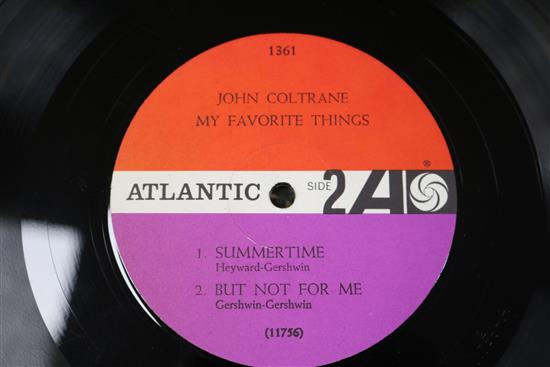 1361
JOHN COLTRANE
MY FAVORITE THINGS
®
ATLANTIC SIDE 2 A
1. SUMMERTIME
Heyward-Gershwin
2. BUT NOT FOR ME
Gershwin-Gershwin
(11756)